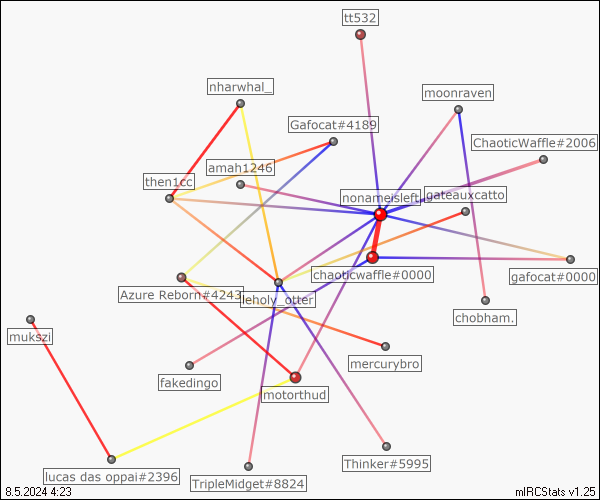 tt532
nharwhal_
moonraven
Gafocat#4189
ChaoticWaffle#2006
amah1246
then1cc
nonamesleft
gateauxcatto
chaoticwaffle#0000
gafocat#0000
Azure Reborn#4243
leholy_otter
chobham.
mukszi
mercurybro
fakedingo
motorthud
Thinker#5995
lucas das oppai#2396
TripleMidget#8824
8.5.2024 4:23
mIRCStats v1.25